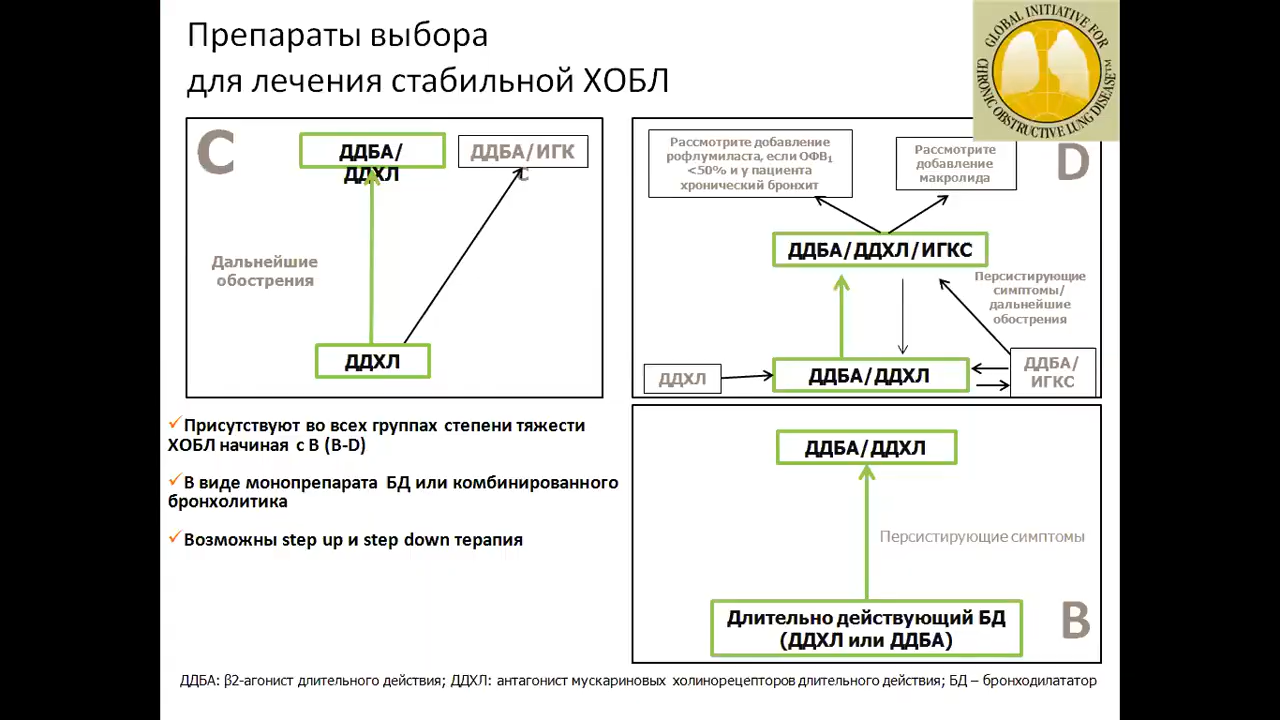 Препараты выбора
для лечения стабильной ХОБЛ
GLOBAL INITIATIVE FOR
CHRONIC OBSTRUCTIVE LUNG DISEASE™
C
ДДБА/
ДДХЛ
ДДБА/ИГК
С
Дальнейшие
обострения
ДДХЛ
Рассмотрите добавление
рофлумиласта, если ОФВ₁
<50% и у пациента
хронический бронхит
Рассмотрите
добавление
макролида
D
ДДБА/ДДХЛ/ИГКС
Персистирующие
симптомы/
дальнейшие
обострения
ДДХЛ
ДДБА/ДДХЛ
ДДБА/
ИГКС
✓Присутствуют во всех группах степени тяжести
ХОБЛ начиная с В (B-D)
✓В виде монопрепарата БД или комбинированного
бронхолитика
✓Возможны step up и step down терапия
ДДБА/ДДХЛ
Персистирующие симптомы
Длительно действующий БД
(ДДХЛ или ДДБА)
B
ДДБА: β2-агонист длительного действия; ДДХЛ: антагонист мускариновых холинорецепторов длительного действия; БД – бронходилататор